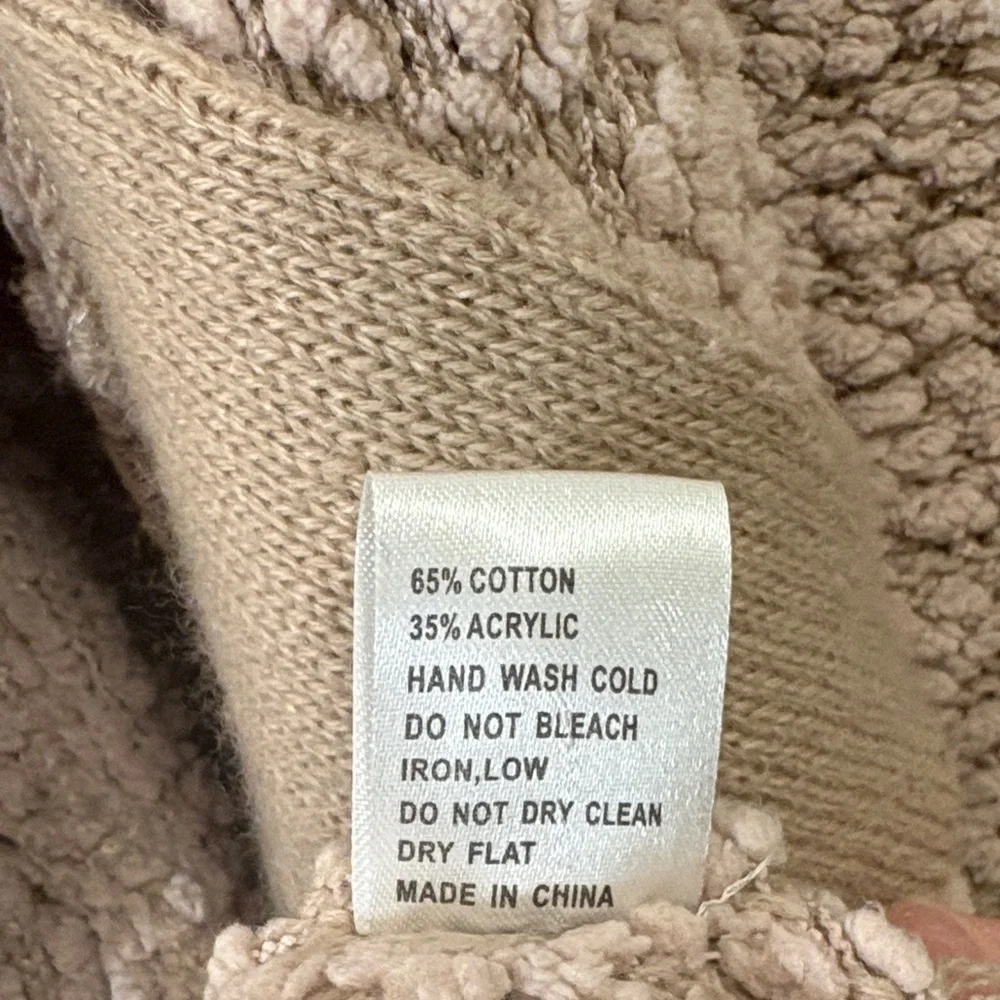 65% COTTON
35% ACRYLIC
HAND WASH COLD
DO NOT BLEACH
IRON,LOW
DO NOT DRY CLEAN
DRY FLAT
MADE IN CHINA